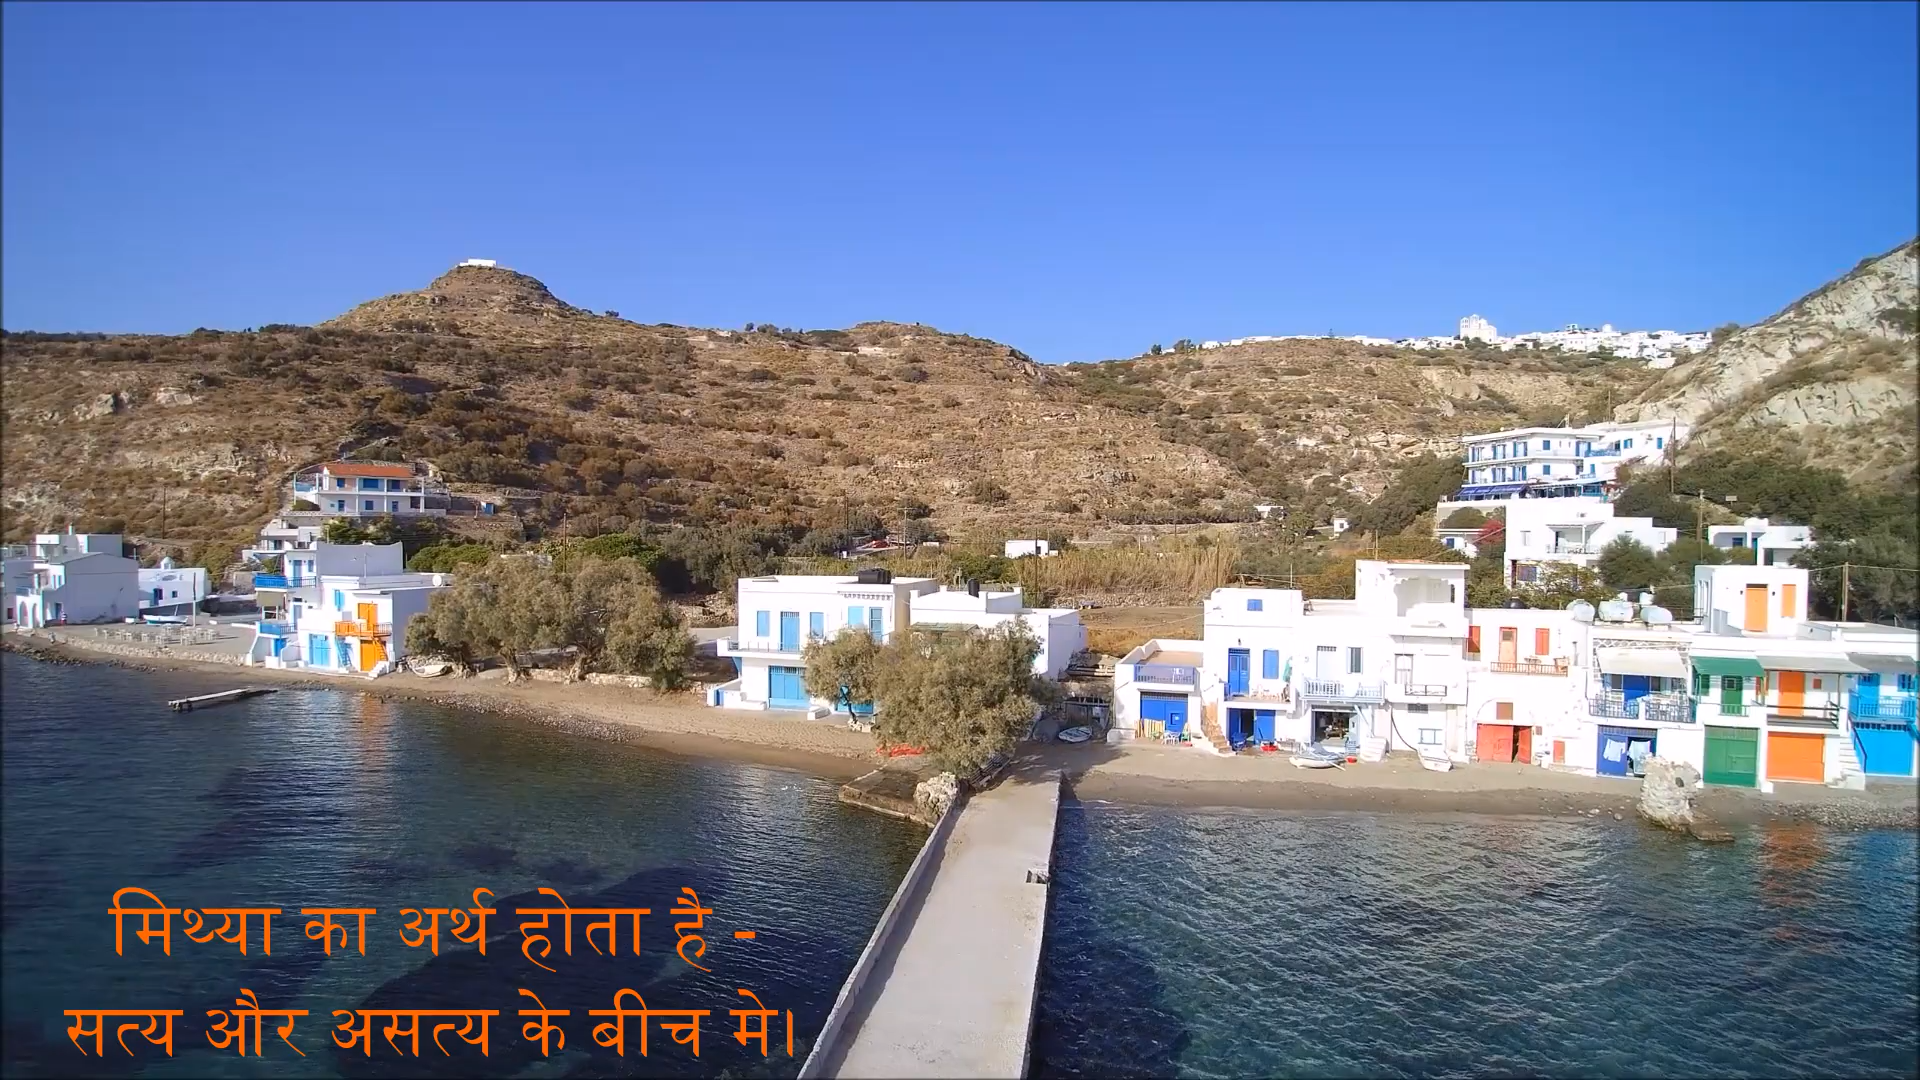 मिथ्या का अर्थ होता है -
सत्य और असत्य के बीच मे।